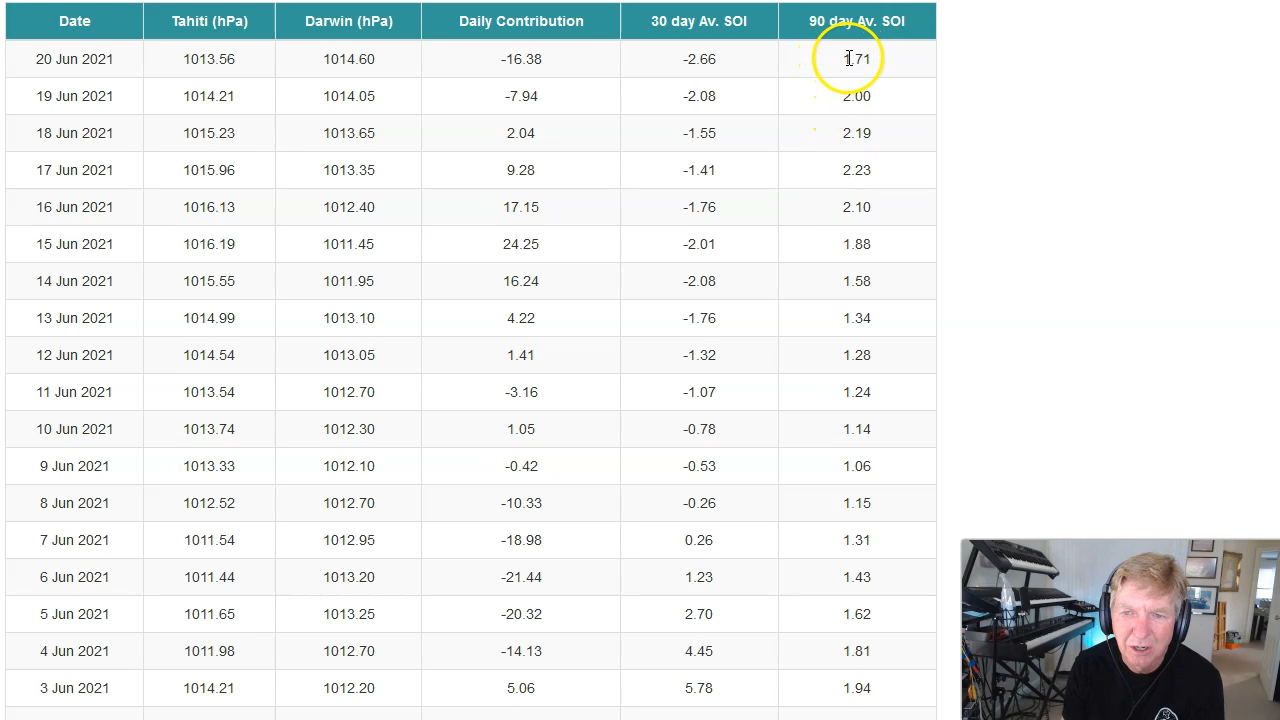 Date Tahiti (hPa) Darwin (hPa) Daily Contribution 30 day Av. SOI 90 day Av. SOI
20 Jun 2021 1013.56 1014.60 -16.38 -2.66 1.71
19 Jun 2021 1014.21 1014.05 -7.94 -2.08 2.00
18 Jun 2021 1015.23 1013.65 2.04 -1.55 2.19
17 Jun 2021 1015.96 1013.35 9.28 -1.41 2.23
16 Jun 2021 1016.13 1012.40 17.15 -1.76 2.10
15 Jun 2021 1016.19 1011.45 24.25 -2.01 1.88
14 Jun 2021 1015.55 1011.95 16.24 -2.08 1.58
13 Jun 2021 1014.99 1013.10 4.22 -1.76 1.34
12 Jun 2021 1014.54 1013.05 1.41 -1.32 1.28
11 Jun 2021 1013.54 1012.70 -3.16 -1.07 1.24
10 Jun 2021 1013.74 1012.30 1.05 -0.78 1.14
9 Jun 2021 1013.33 1012.10 -0.42 -0.53 1.06
8 Jun 2021 1012.52 1012.70 -10.33 -0.26 1.15
7 Jun 2021 1011.54 1012.95 -18.98 0.26 1.31
6 Jun 2021 1011.44 1013.20 -21.44 1.23 1.43
5 Jun 2021 1011.65 1013.25 -20.32 2.70 1.62
4 Jun 2021 1011.98 1012.70 -14.13 4.45 1.81
3 Jun 2021 1014.21 1012.20 5.06 5.78 1.94